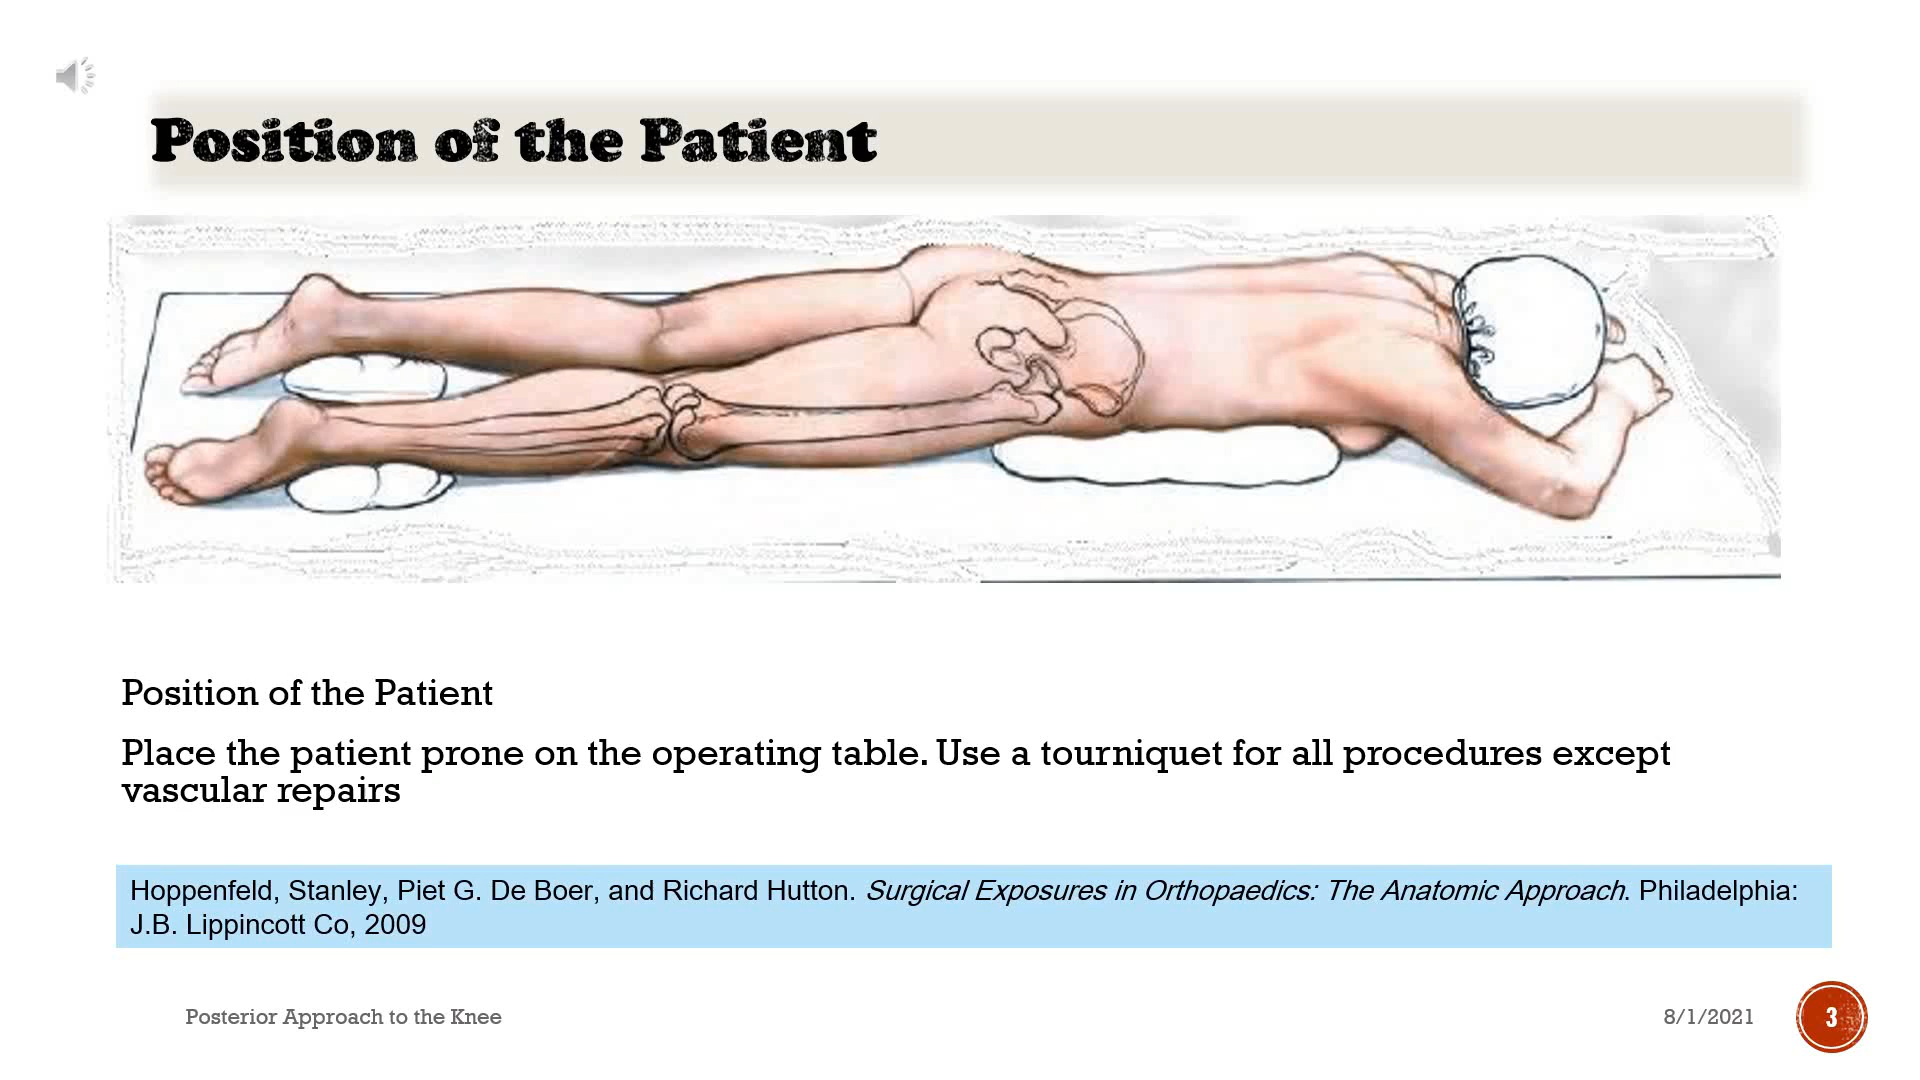 Position of the Patient
Position of the Patient
Place the patient prone on the operating table. Use a tourniquet for all procedures except
vascular repairs
Hoppenfeld, Stanley, Piet G. De Boer, and Richard Hutton. Surgical Exposures in Orthopaedics: The Anatomic Approach. Philadelphia:
J.B. Lippincott Co, 2009
Posterior Approach to the Knee
8/1/2021
3